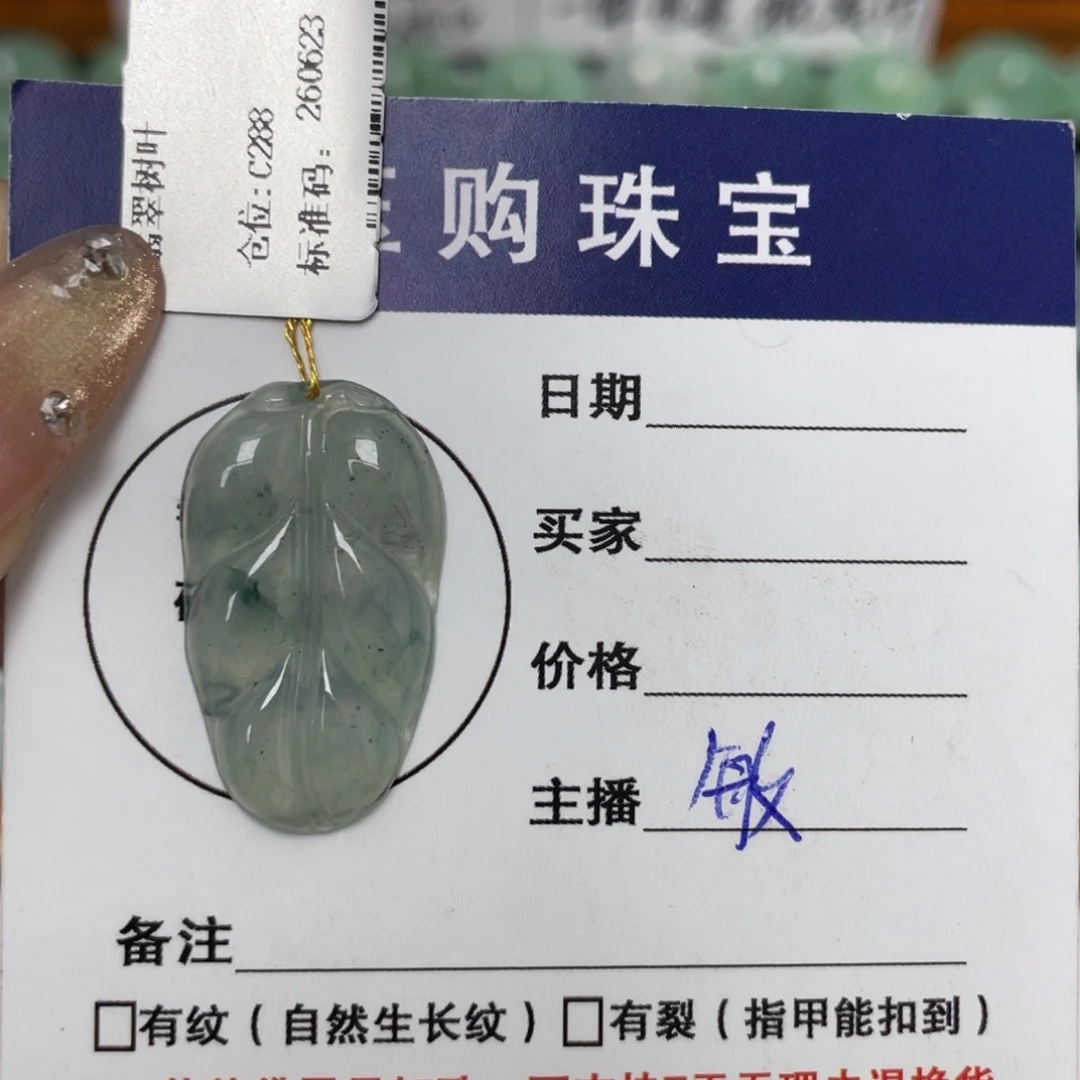 翡翠树叶
仓位:C288
标准码: 260623
购珠宝
日期
买家
价格
主播 敏
备注
□有纹(自然生长纹) □有裂(指甲能扣到)